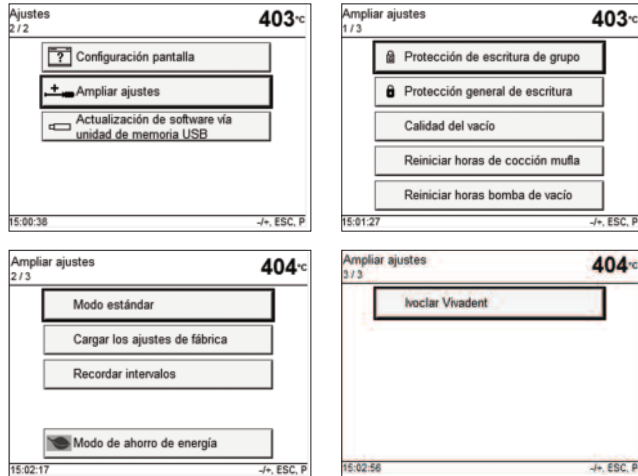 Ajustes
2 / 2
403°C
Configuración pantalla
Ampliar ajustes
Actualización de software vía
unidad de memoria USB
15:00:38
-/+, ESC, P
Ampliar ajustes
1 / 3
403°C
Protección de escritura de grupo
Protección general de escritura
Calidad del vacío
Reiniciar horas de cocción mufla
Reiniciar horas bomba de vacío
15:01:27
-/+, ESC, P
Ampliar ajustes
2 / 3
404°C
Modo estándar
Cargar los ajustes de fábrica
Recordar intervalos
Modo de ahorro de energía
15:02:17
-/+, ESC, P
Ampliar ajustes
3 / 3
404°C
Ivoclar Vivadent
15:02:56
-/+, ESC, P